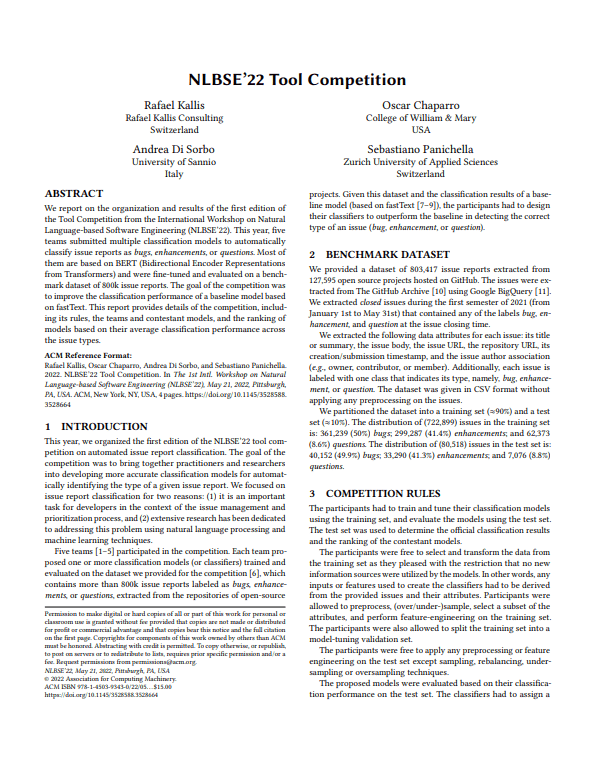 NLBSE'22 Tool Competition
Rafael Kallis
Rafael Kallis Consulting
Switzerland
Oscar Chaparro
College of William & Mary
USA
Andrea Di Sorbo
University of Sannio
Italy
Sebastiano Panichella
Zurich University of Applied Sciences
Switzerland
ABSTRACT
We report on the organization and results of the first edition of
the Tool Competition from the International Workshop on Natural
Language-based Software Engineering (NLBSE'22). This year, five
teams submitted multiple classification models to automatically
classify issue reports as bugs, enhancements, or questions. Most of
them are based on BERT (Bidirectional Encoder Representations
from Transformers) and were fine-tuned and evaluated on a bench-
mark dataset of 800k issue reports. The goal of the competition was
to improve the classification performance of a baseline model based
on fastText. This report provides details of the competition, includ-
ing its rules, the teams and contestant models, and the ranking of
models based on their average classification performance across
the issue types.
ACM Reference Format:
Rafael Kallis, Oscar Chaparro, Andrea Di Sorbo, and Sebastiano Panichella.
2022. NLBSE'22 Tool Competition. In The 1st Intl. Workshop on Natural
Language-based Software Engineering (NLBSE'22), May 21, 2022, Pittsburgh,
PA, USA. ACM, New York, NY, USA, 4 pages. https://doi.org/10.1145/3528588.
3528664
1 INTRODUCTION
This year, we organized the first edition of the NLBSE'22 tool com-
petition on automated issue report classification. The goal of the
competition was to bring together practitioners and researchers
into developing more accurate classification models for automat-
ically identifying the type of a given issue report. We focused on
issue report classification for two reasons: (1) it is an important
task for developers in the context of the issue management and
prioritization process, and (2) extensive research has been dedicated
to addressing this problem using natural language processing and
machine learning techniques.
Five teams [1–5] participated in the competition. Each team pro-
posed one or more classification models (or classifiers) trained and
evaluated on the dataset we provided for the competition [6], which
contains more than 800k issue reports labeled as bugs, enhance-
ments, or questions, extracted from the repositories of open-source
Permission to make digital or hard copies of all or part of this work for personal or
classroom use is granted without fee provided that copies are not made or distributed
for profit or commercial advantage and that copies bear this notice and the full citation
on the first page. Copyrights for components of this work owned by others than ACM
must be honored. Abstracting with credit is permitted. To copy otherwise, or republish,
to post on servers or to redistribute to lists, requires prior specific permission and/or a
fee. Request permissions from permissions@acm.org.
NLBSE'22, May 21, 2022, Pittsburgh, PA, USA
© 2022 Association for Computing Machinery.
ACM ISBN 978-1-4503-9343-0/22/05...$15.00
https://doi.org/10.1145/3528588.3528664
projects. Given this dataset and the classification results of a base-
line model (based on fastText [7–9]), the participants had to design
their classifiers to outperform the baseline in detecting the correct
type of an issue (bug, enhancement, or question).
2 BENCHMARK DATASET
We provided a dataset of 803,417 issue reports extracted from
127,595 open source projects hosted on GitHub. The issues were ex-
tracted from The GitHub Archive [10] using Google BigQuery [11].
We extracted closed issues during the first semester of 2021 (from
January 1st to May 31st) that contained any of the labels bug, en-
hancement, and question at the issue closing time.
We extracted the following data attributes for each issue: its title
or summary, the issue body, the issue URL, the repository URL, its
creation/submission timestamp, and the issue author association
(e.g., owner, contributor, or member). Additionally, each issue is
labeled with one class that indicates its type, namely, bug, enhance-
ment, or question. The dataset was given in CSV format without
applying any preprocessing on the issues.
We partitioned the dataset into a training set (≈90%) and a test
set (≈10%). The distribution of (722,899) issues in the training set
is: 361,239 (50%) bugs; 299,287 (41.4%) enhancements; and 62,373
(8.6%) questions. The distribution of (80,518) issues in the test set is:
40,152 (49.9%) bugs; 33,290 (41.3%) enhancements; and 7,076 (8.8%)
questions.
3 COMPETITION RULES
The participants had to train and tune their classification models
using the training set, and evaluate the models using the test set.
The test set was used to determine the official classification results
and the ranking of the contestant models.
The participants were free to select and transform the data from
the training set as they pleased with the restriction that no new
information sources were utilized by the models. In other words, any
inputs or features used to create the classifiers had to be derived
from the provided issues and their attributes. Participants were
allowed to preprocess, (over/under-)sample, select a subset of the
attributes, and perform feature-engineering on the training set.
The participants were also allowed to split the training set into a
model-tuning validation set.
The participants were free to apply any preprocessing or feature
engineering on the test set except sampling, rebalancing, under-
sampling or oversampling techniques.
The proposed models were evaluated based on their classifica-
tion performance on the test set. The classifiers had to assign a